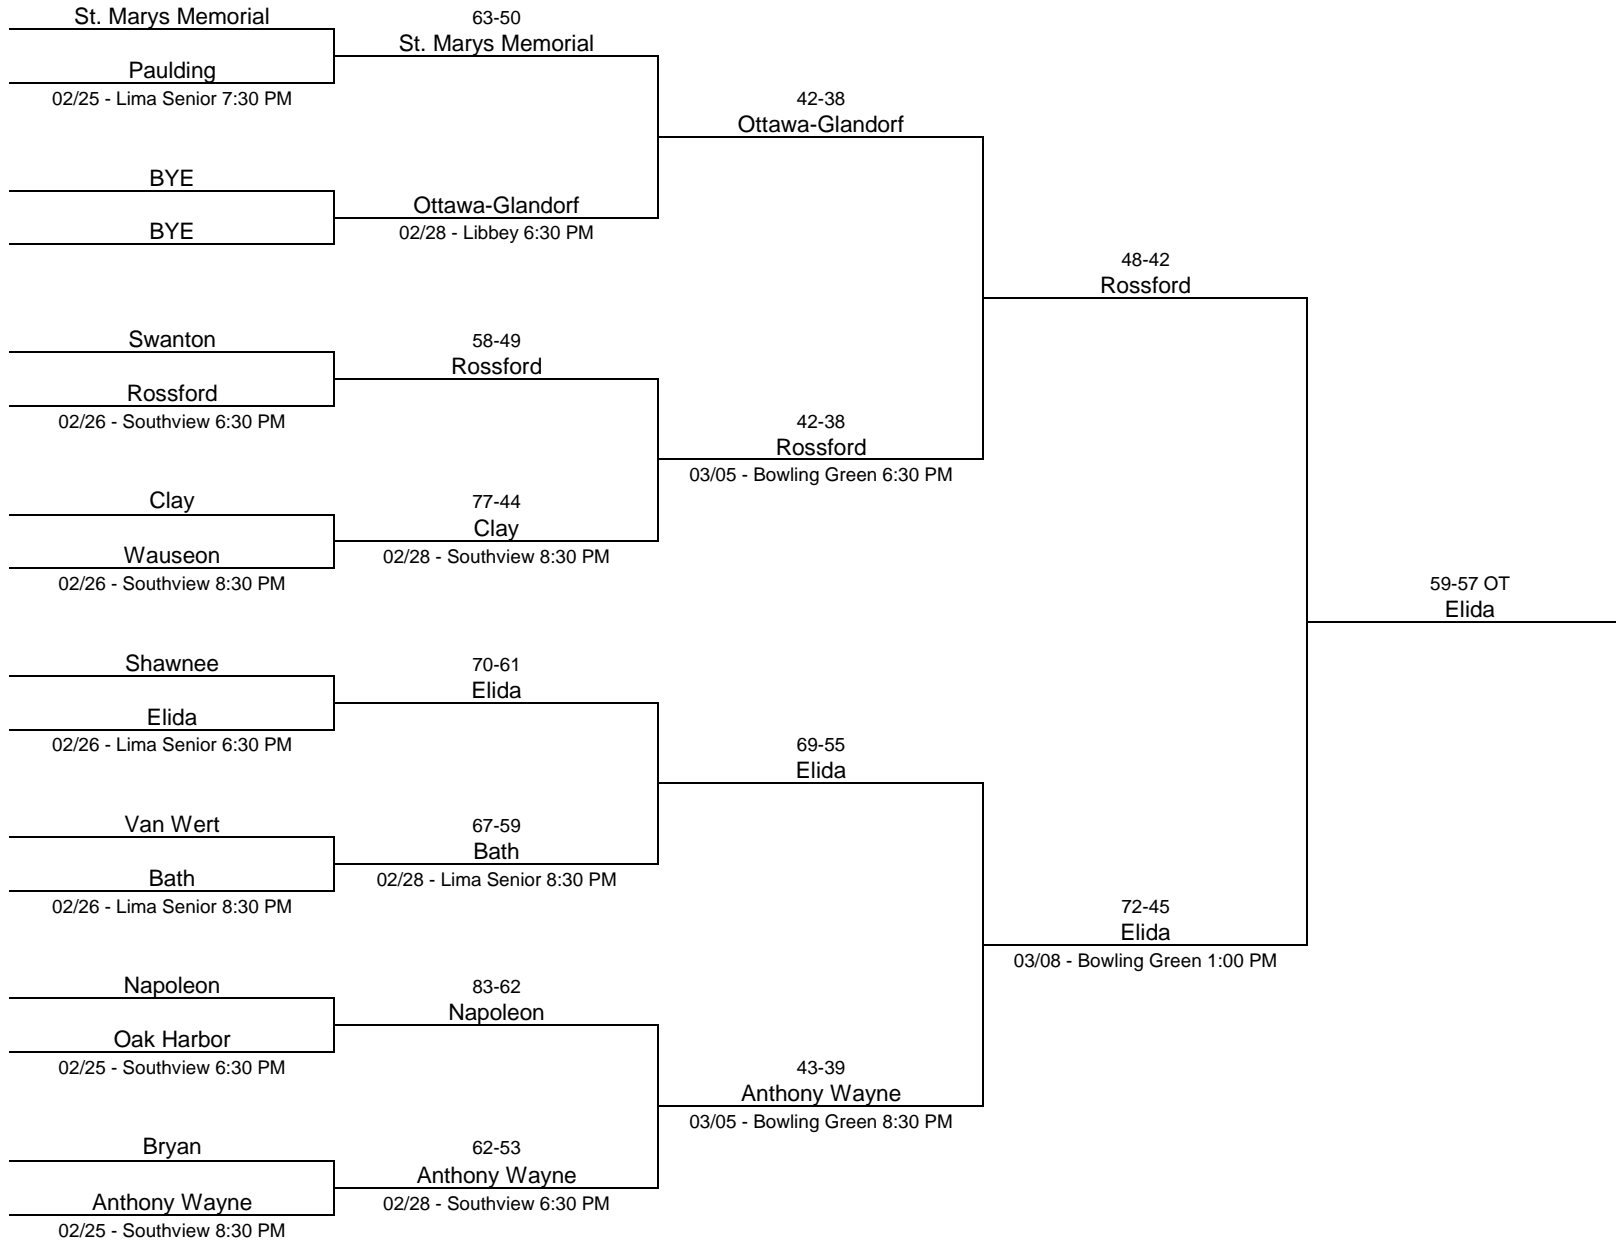 St. Marys Memorial
Paulding
02/25 - Lima Senior 7:30 PM
BYE
BYE
Swanton
Rossford
02/26 - Southview 6:30 PM
Clay
Wauseon
02/26 - Southview 8:30 PM
Shawnee
Elida
02/26 - Lima Senior 6:30 PM
Van Wert
Bath
02/26 - Lima Senior 8:30 PM
Napoleon
Oak Harbor
02/25 - Southview 6:30 PM
Bryan
Anthony Wayne
02/25 - Southview 8:30 PM
63-50
St. Marys Memorial
Ottawa-Glandorf
02/28 - Libbey 6:30 PM
58-49
Rossford
77-44
Clay
02/28 - Southview 8:30 PM
70-61
Elida
67-59
Bath
02/28 - Lima Senior 8:30 PM
83-62
Napoleon
62-53
Anthony Wayne
02/28 - Southview 6:30 PM
42-38
Ottawa-Glandorf
42-38
Rossford
03/05 - Bowling Green 6:30 PM
69-55
Elida
43-39
Anthony Wayne
03/05 - Bowling Green 8:30 PM
48-42
Rossford
72-45
Elida
03/08 - Bowling Green 1:00 PM
59-57 OT
Elida